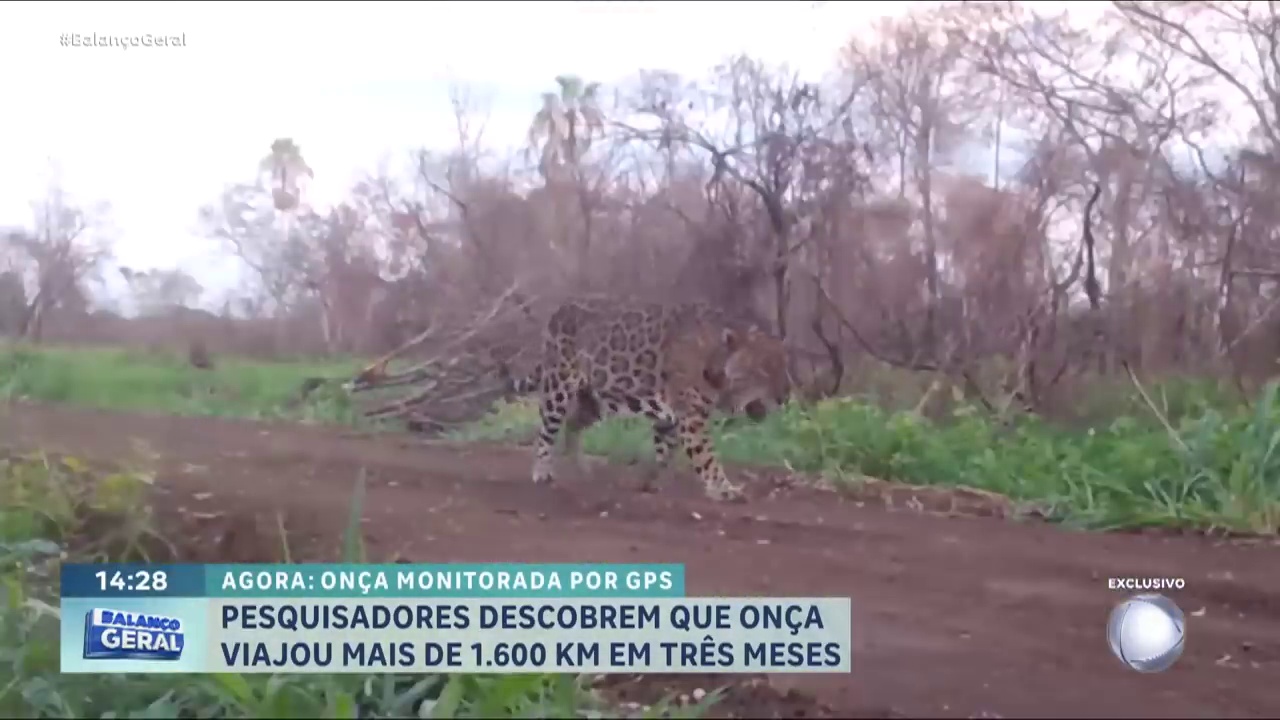 #BalançoGeral
EXCLUSIVO
14:28
AGORA: ONÇA MONITORADA POR GPS
BALANÇO
GERAL
PESQUISADORES DESCOBREM QUE ONÇA
VIAJOU MAIS DE 1.600 KM EM TRÊS MESES